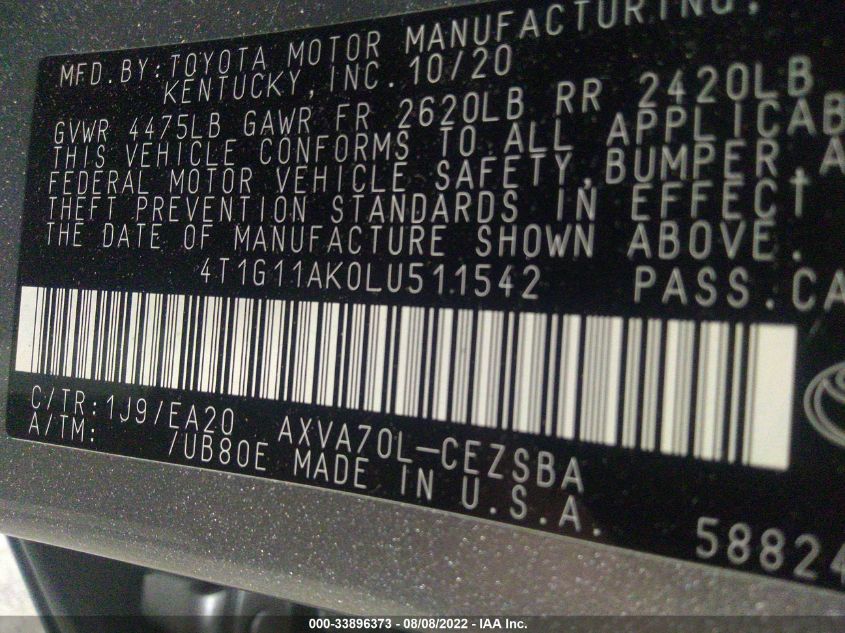 MFD. BY: TOYOTA MOTOR MANUFACTURING,
KENTUCKY, INC. 10/20
GVWR 4475LB GAWR FR 2620LB RR 2420LB
THIS VEHICLE CONFORMS TO ALL APPLICAB
FEDERAL MOTOR VEHICLE SAFETY, BUMPER, A
THEFT PREVENTION STANDARDS IN EFFECT
THE DATE OF MANUFACTURE SHOWN ABOVE.
4T1G11AK0LU511542 PASS.CA
C/TR: 1J9/EA20 AXVA70L-CEZSBA
A/TM: /UB80E MADE IN U.S.A.
58824
000-33896373 - 08/08/2022 - IAA Inc.